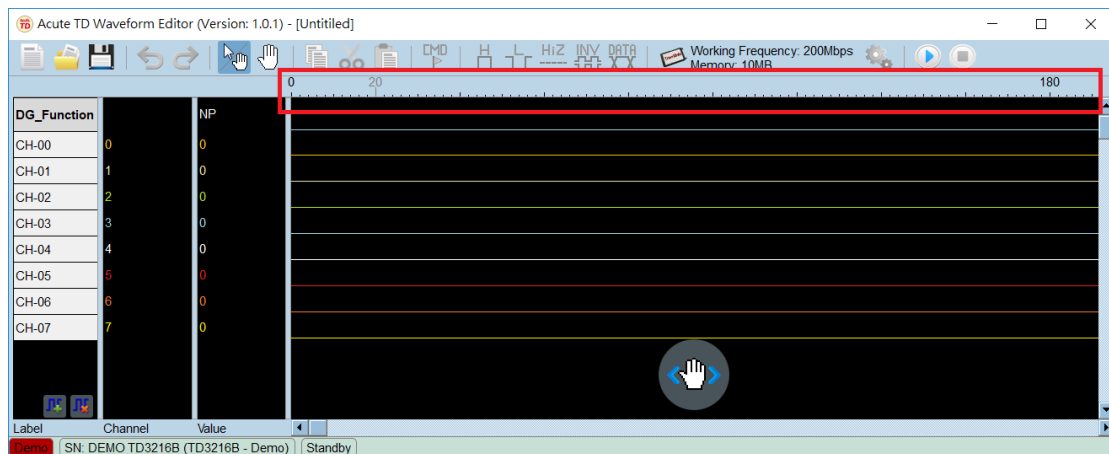 TD Acute TD Waveform Editor (Version: 1.0.1) - [Untitiled]
CMD H L HiZ INV DATA Working Frequency: 200Mbps
Memory: 10MB
0 20 180
DG_Function NP
CH-00 0 0
CH-01 1 0
CH-02 2 0
CH-03 3 0
CH-04 4 0
CH-05 5 0
CH-06 6 0
CH-07 7 0
Label Channel Value
Demo SN: DEMO TD3216B (TD3216B - Demo) Standby